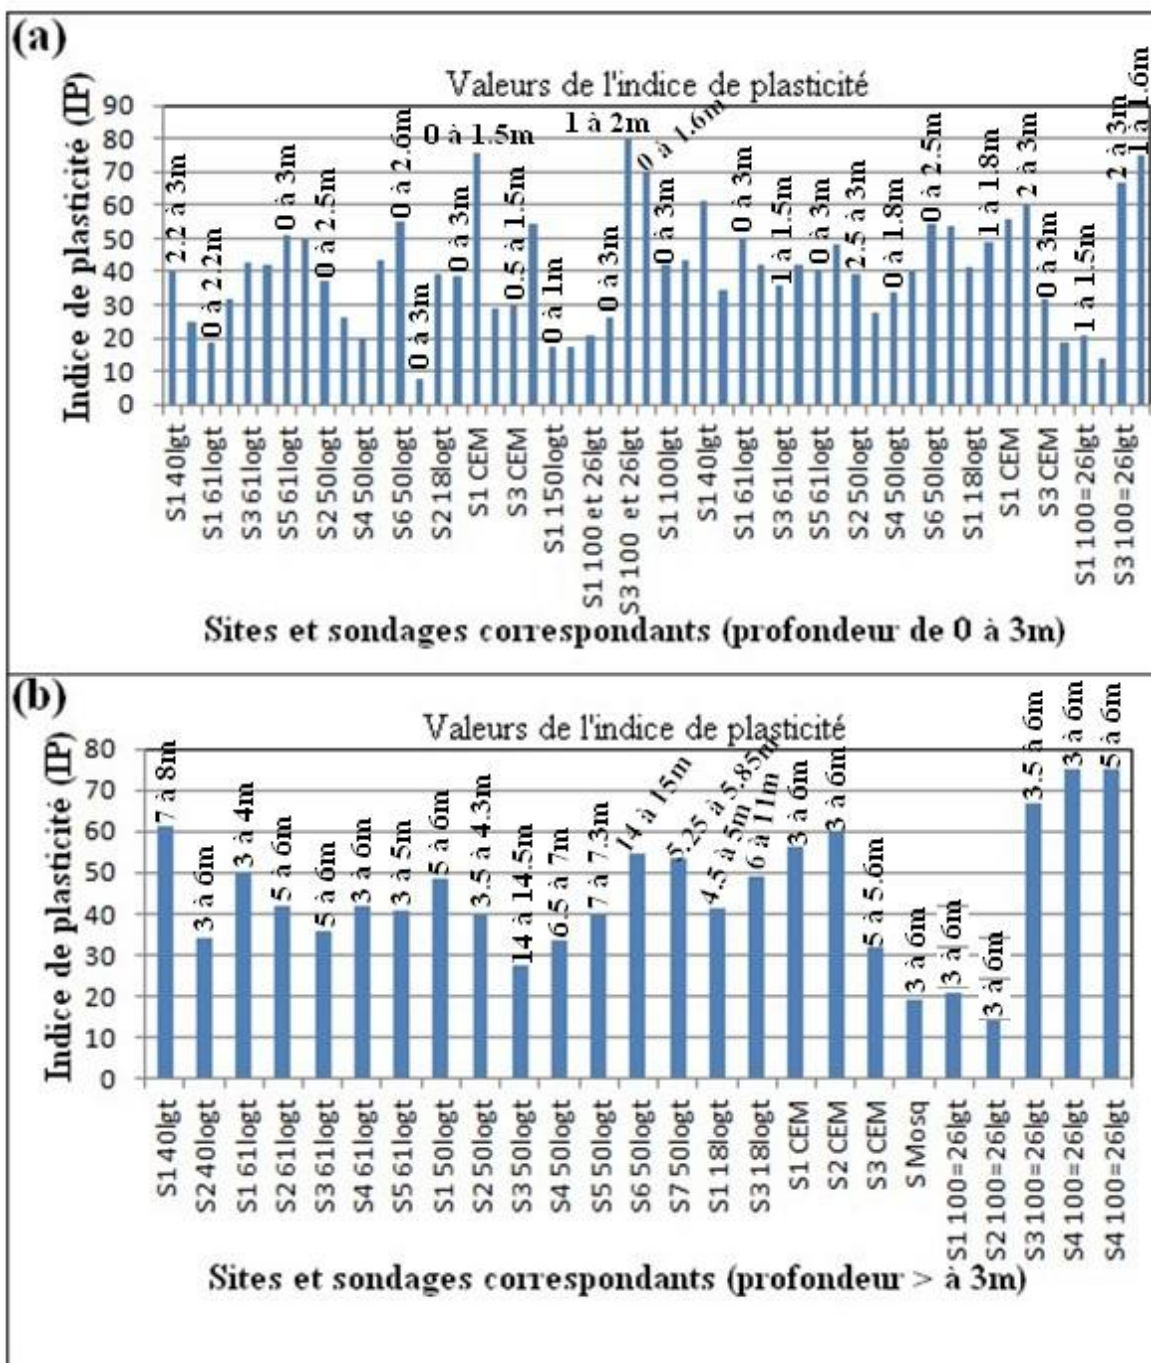 (a)
Valeurs de l'indice de plasticité
Indice de plasticité (IP)
90
80
70
60
50
40
30
20
10
0
2.2 à 3m
0 à 2.2m
0 à 3m
0 à 2.5m
0 à 2.6m
0 à 3m
0 à 3m
0 à 1.5m
0.5 à 1.5m
0 à 1m
0 à 3m
1 à 2m
0 à 1.6m
0 à 3m
0 à 3m
1 à 1.5m
0 à 3m
2.5 à 3m
0 à 1.8m
0 à 2.5m
1 à 1.8m
2 à 3m
0 à 3m
1 à 1.5m
2 à 3m
1 à 1.6m
S1 40lgt
S1 61logt
S3 61logt
S5 61logt
S2 50logt
S4 50logt
S6 50logt
S2 18logt
S1 CEM
S3 CEM
S1 150lgt
S1 100 et 26lgt
S3 100 et 26lgt
S1 100lgt
S1 40lgt
S1 61logt
S3 61logt
S5 61logt
S2 50logt
S4 50logt
S6 50logt
S1 18logt
S1 CEM
S3 CEM
S1 100=26lgt
S3 100=26lgt
Sites et sondages correspondants (profondeur de 0 à 3m)
(b)
Valeurs de l'indice de plasticité
Indice de plasticité (IP)
80
70
60
50
40
30
20
10
0
7 à 8m
3 à 6m
3 à 4m
5 à 6m
5 à 6m
3 à 6m
3 à 5m
5 à 6m
3.5 à 4.3m
14 à 14.5m
6.5 à 7m
7 à 7.3m
14 à 15m
5.25 à 5.85m
4.5 à 5m
6 à 11m
3 à 6m
3 à 6m
5 à 5.6m
3 à 6m
3 à 6m
3 à 6m
3.5 à 6m
3 à 6m
5 à 6m
S1 40lgt
S2 40logt
S1 61logt
S2 61logt
S3 61logt
S4 61logt
S5 61logt
S1 50logt
S2 50logt
S3 50logt
S4 50logt
S5 50logt
S6 50logt
S7 50logt
S1 18logt
S3 18logt
S1 CEM
S2 CEM
S3 CEM
S Mosq
S1 100=26lgt
S2 100=26lgt
S3 100=26lgt
S4 100=26lgt
S4 100=26lgt
Sites et sondages correspondants (profondeur > à 3m)